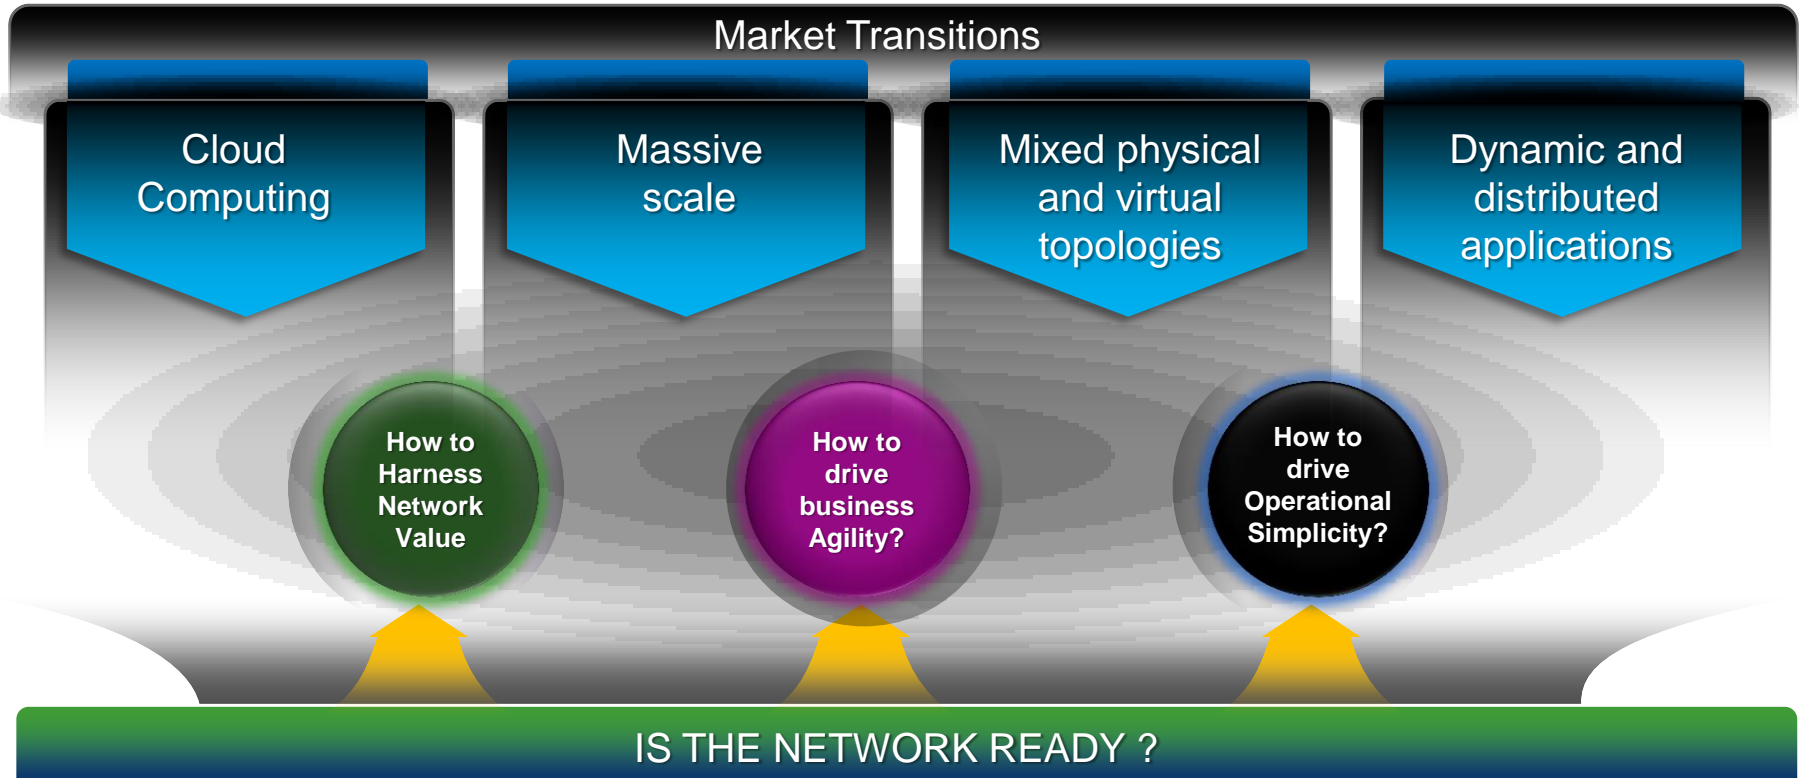 Market Transitions
Cloud
Computing
Massive
scale
Mixed physical
and virtual
topologies
Dynamic and
distributed
applications
How to
Harness
Network
Value
How to
drive
business
Agility?
How to
drive
Operational
Simplicity?
IS THE NETWORK READY ?